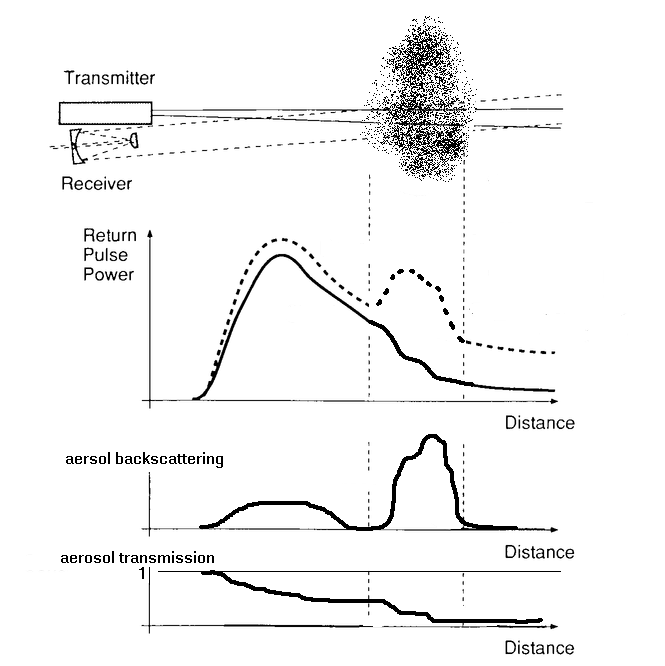 Transmitter
Receiver
Return
Pulse
Power
Distance
aersol backscattering
Distance
aerosol transmission
1
Distance